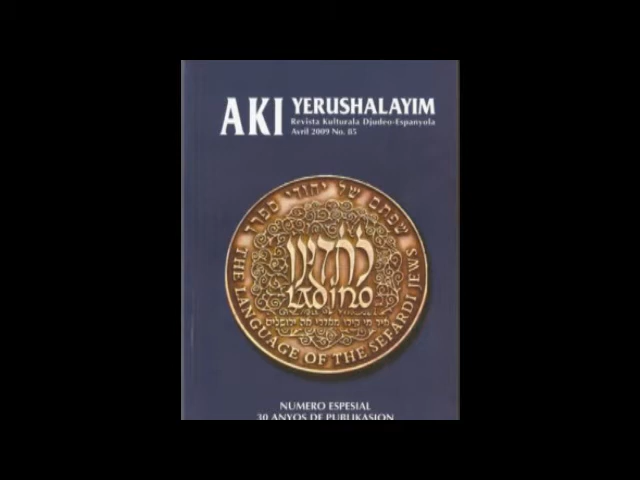 AKI YERUSHALAYIM
Revista Kulturala Djudeo-Espanyola
Avril 2009 No. 85
שפתם של יהודי ספרד
לאדינו
Ladino
THE LANGUAGE OF THE SEFARDI JEWS
NUMERO ESPESIAL
30 ANYOS DE PUBLIKASION